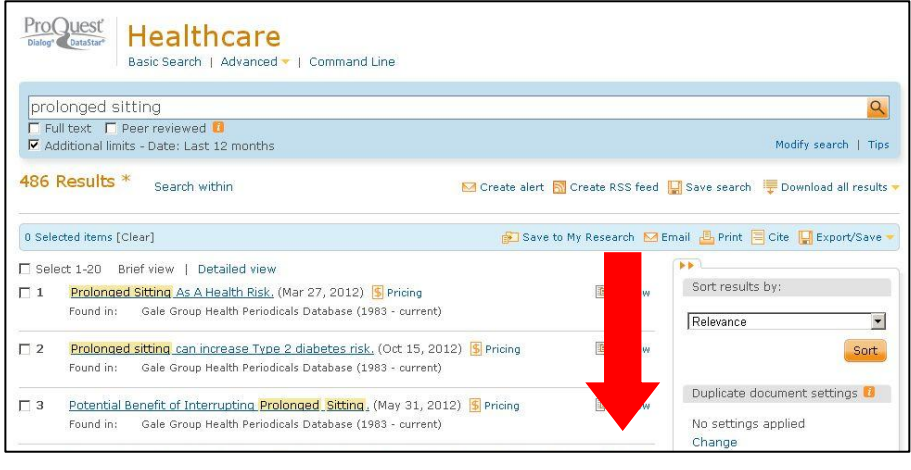 ProQuest
Dialog® DataStar®
Healthcare
Basic Search | Advanced | Command Line
prolonged sitting
Full text Peer reviewed
Additional limits - Date: Last 12 months
Modify search | Tips
486 Results *
Search within
Create alert Create RSS feed Save search Download all results
0 Selected items [Clear]
Save to My Research Email Print Cite Export/Save
Select 1-20 Brief view | Detailed view
1 Prolonged Sitting As A Health Risk. (Mar 27, 2012) $ Pricing
Found in: Gale Group Health Periodicals Database (1983 - current)
2 Prolonged sitting can increase Type 2 diabetes risk. (Oct 15, 2012) $ Pricing
Found in: Gale Group Health Periodicals Database (1983 - current)
3 Potential Benefit of Interrupting Prolonged Sitting. (May 31, 2012) $ Pricing
Found in: Gale Group Health Periodicals Database (1983 - current)
Sort results by:
Relevance
Sort
Duplicate document settings
No settings applied
Change